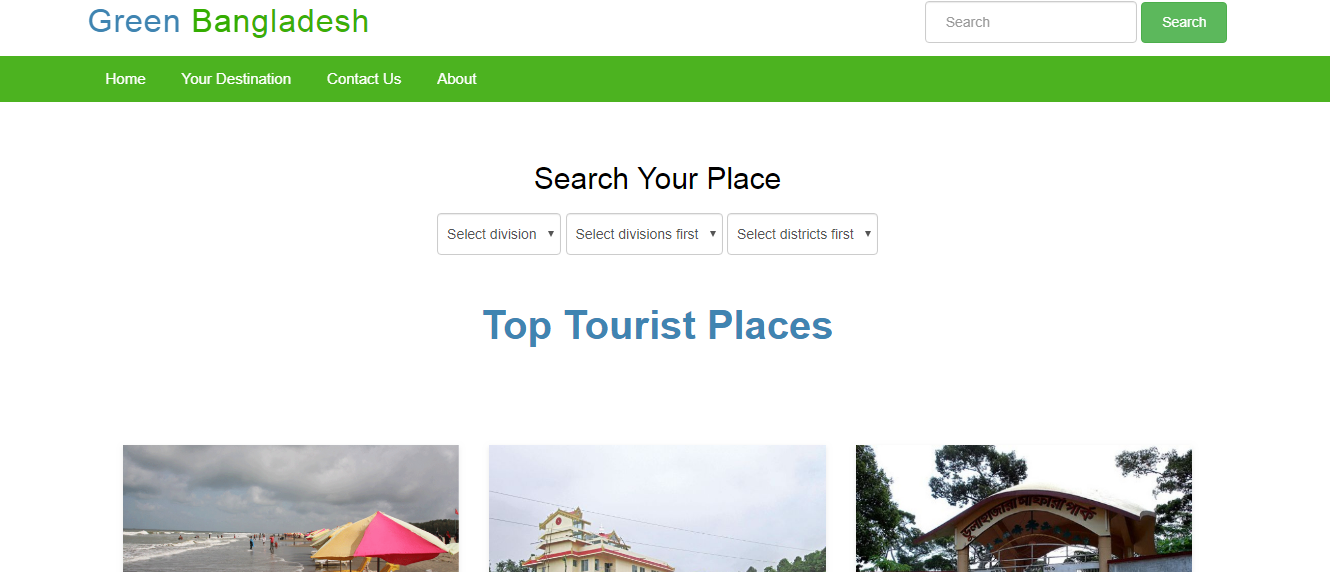 Green Bangladesh
Search
Search
Home
Your Destination
Contact Us
About
Search Your Place
Select division
Select divisions first
Select districts first
Top Tourist Places
ডুলাহাজারা সাফারী পার্ক